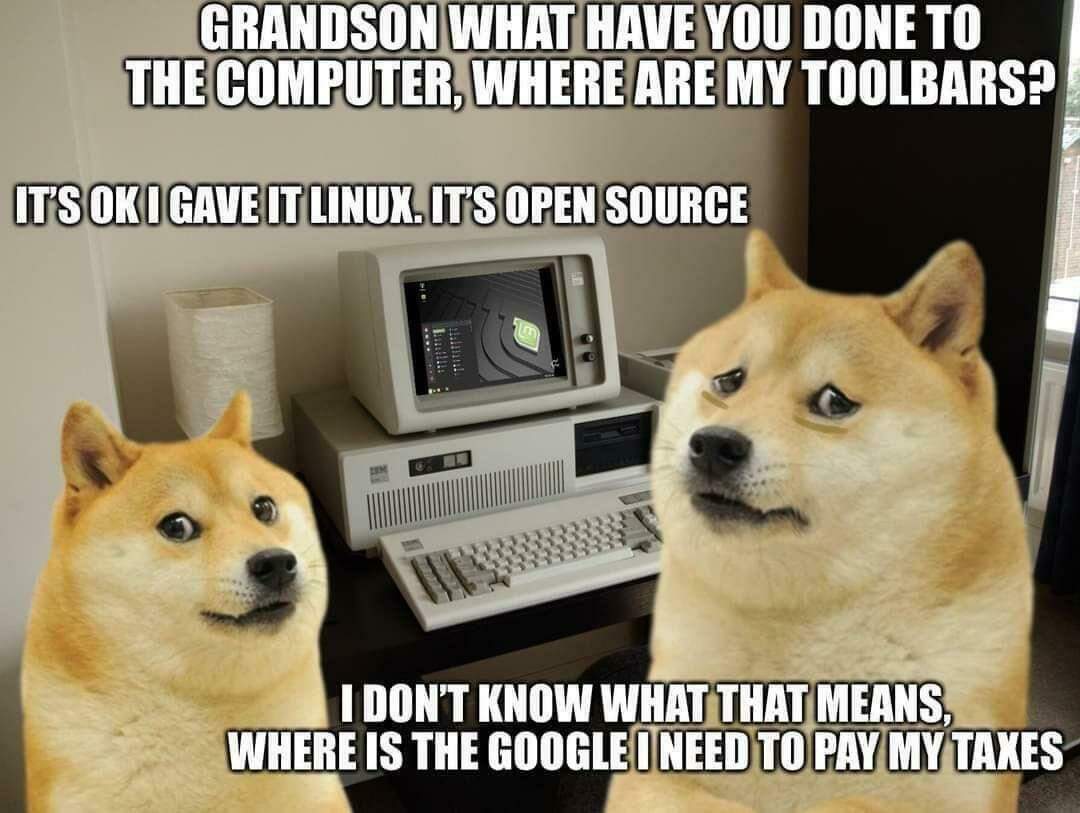 GRANDSON WHAT HAVE YOU DONE TO
THE COMPUTER, WHERE ARE MY TOOLBARS?
IT'S OK I GAVE IT LINUX. IT'S OPEN SOURCE
IBM
I DON'T KNOW WHAT THAT MEANS,
WHERE IS THE GOOGLE I NEED TO PAY MY TAXES